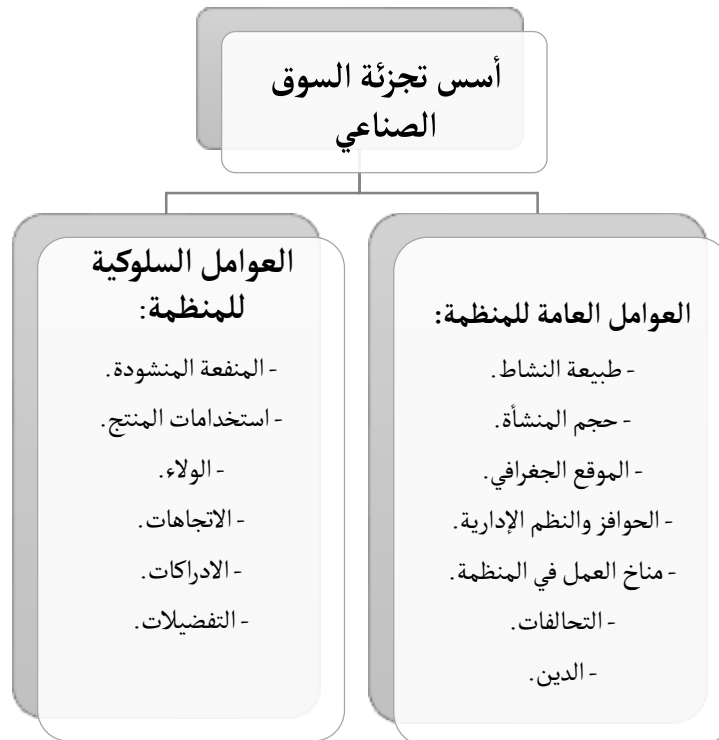 أسس تجزئة السوق
الصناعي
العوامل العامة للمنظمة:
- طبيعة النشاط.
- حجم المنشأة.
- الموقع الجغرافي.
- الحوافز والنظم الإدارية.
- مناخ العمل في المنظمة.
- التحالفات.
- الدين.
العوامل السلوكية
للمنظمة:
- المنفعة المنشودة.
- استخدامات المنتج.
- الولاء.
- الاتجاهات.
- الادراكات.
- التفضيلات.